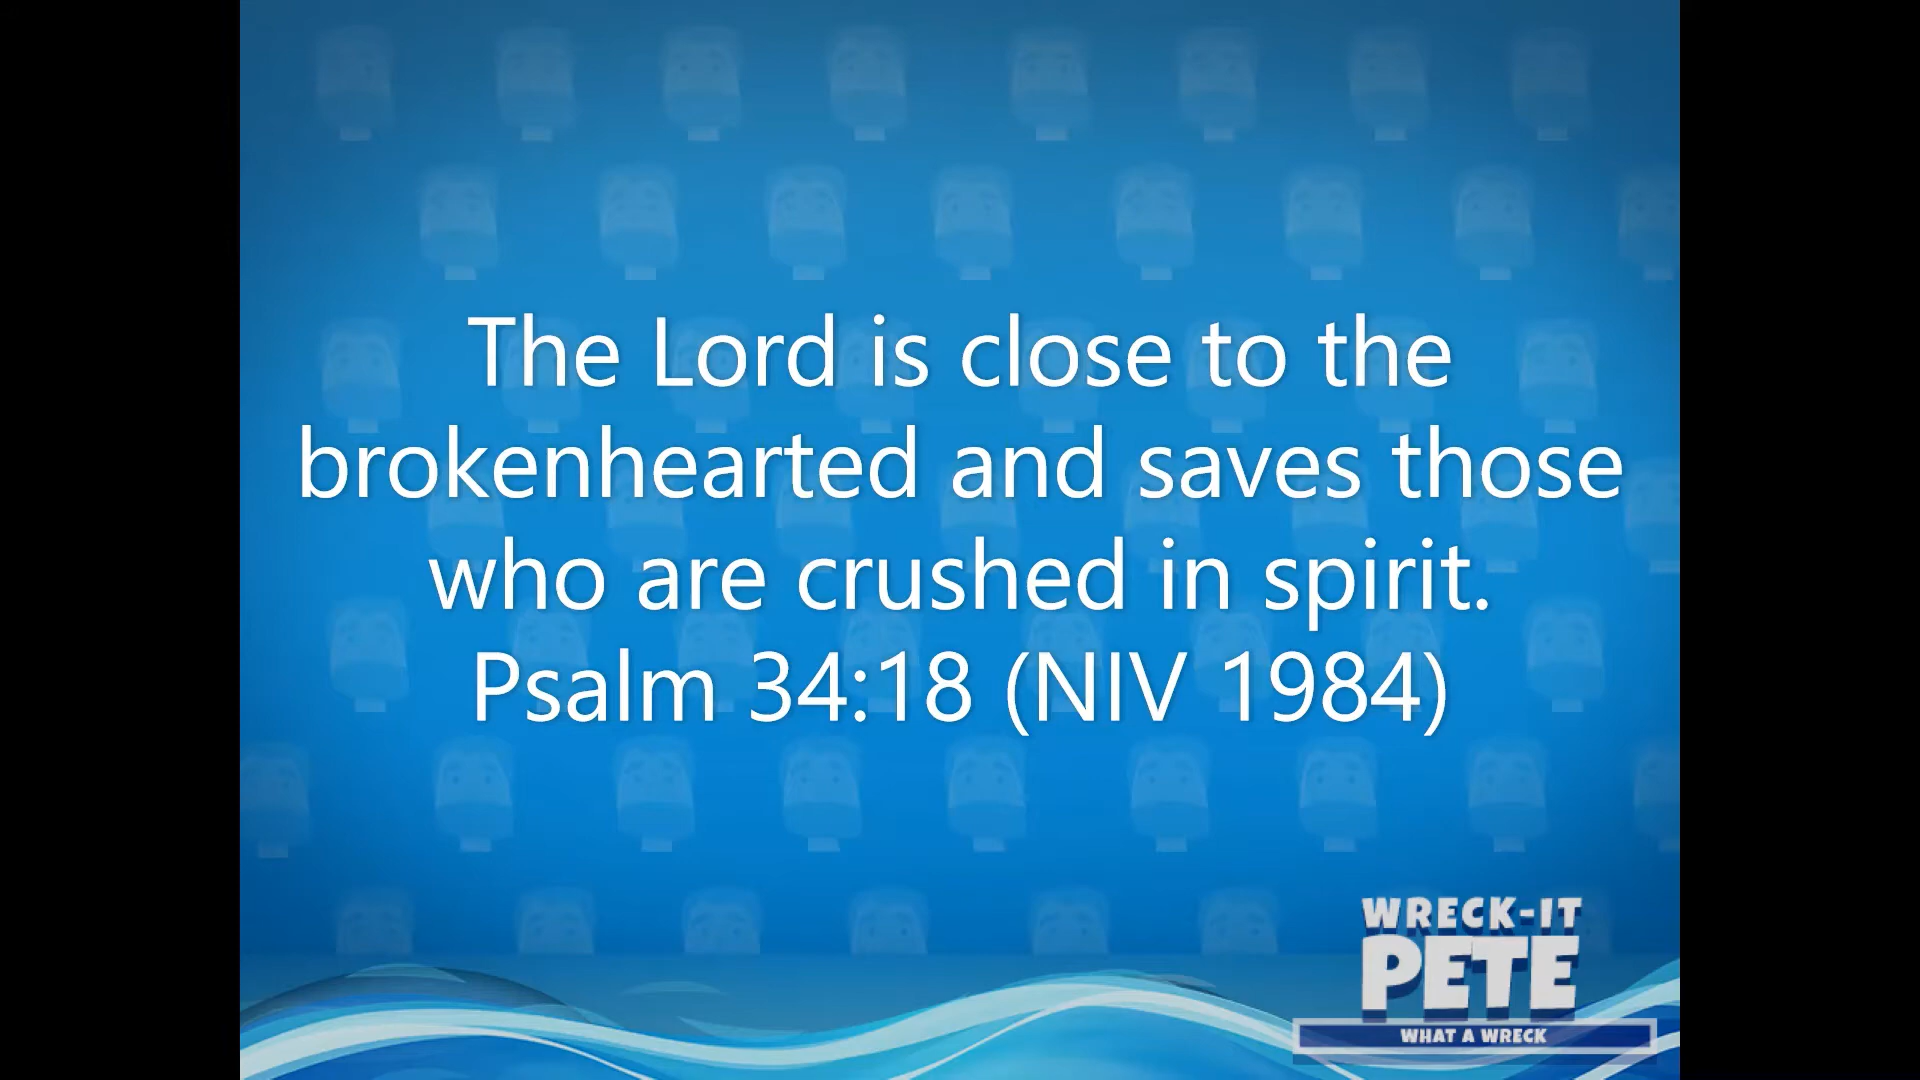 The Lord is close to the
brokenhearted and saves those
who are crushed in spirit.
Psalm 34:18 (NIV 1984)
WRECK-IT
PETE
WHAT A WRECK